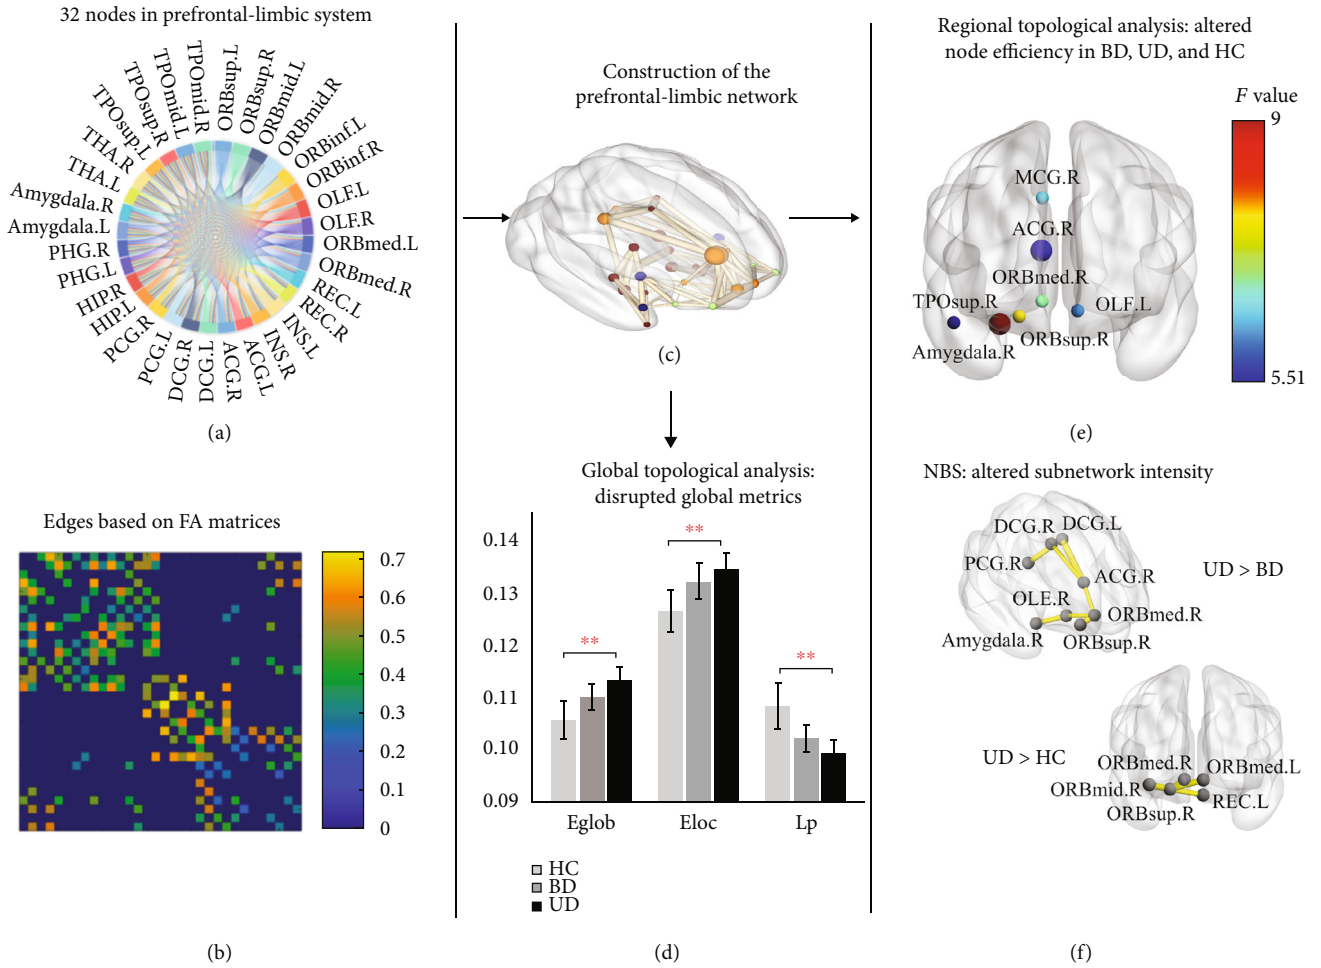 32 nodes in prefrontal-limbic system
TPOsup.L
TPOsup.R
TPOmid.L
TPOmid.R
ORBsup.L
ORBsup.R
ORBmid.L
ORBmid.R
ORBinf.L
ORBinf.R
OLF.L
OLF.R
ORBmed.L
ORBmed.R
REC.L
REC.R
INS.L
INS.R
ACG.L
ACG.R
DCG.L
DCG.R
PCG.L
PCG.R
HIP.L
HIP.R
PHG.L
PHG.R
Amygdala.L
Amygdala.R
THA.L
THA.R
(a)
Edges based on FA matrices
0.7
0.6
0.5
0.4
0.3
0.2
0.1
0
(b)
Construction of the
prefrontal-limbic network
(c)
Global topological analysis:
disrupted global metrics
0.14
0.13
0.12
0.11
0.10
0.09
**
**
**
Eglob
Eloc
Lp
HC
BD
UD
(d)
Regional topological analysis: altered
node efficiency in BD, UD, and HC
F value
9
5.51
MCG.R
ACG.R
ORBmed.R
TPOsup.R
OLF.L
ORBsup.R
Amygdala.R
(e)
NBS: altered subnetwork intensity
DCG.R
DCG.L
PCG.R
ACG.R
OLE.R
ORBmed.R
Amygdala.R
ORBsup.R
UD > BD
UD > HC
ORBmed.R
ORBmed.L
ORBmid.R
REC.L
ORBsup.R
(f)